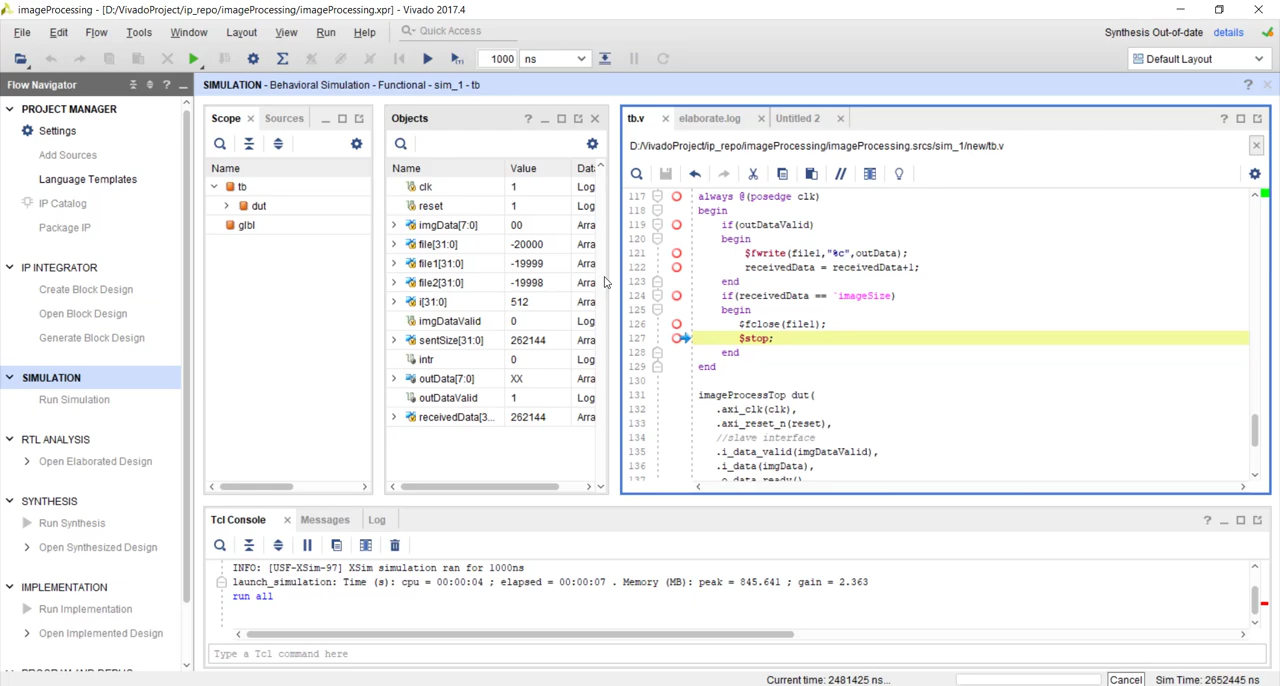 imageProcessing - [D:/VivadoProject/ip_repo/imageProcessing/imageProcessing.xpr] - Vivado 2017.4
File Edit Flow Tools Window Layout View Run Help Quick Access
Synthesis Out-of-date details
1000 ns
Default Layout
Flow Navigator
SIMULATION - Behavioral Simulation - Functional - sim_1 - tb
PROJECT MANAGER
Settings
Add Sources
Language Templates
IP Catalog
Package IP
IP INTEGRATOR
Create Block Design
Open Block Design
Generate Block Design
SIMULATION
Run Simulation
RTL ANALYSIS
Open Elaborated Design
SYNTHESIS
Run Synthesis
Open Synthesized Design
IMPLEMENTATION
Run Implementation
Open Implemented Design
Scope Sources
Name
tb
dut
glbl
Objects
Name Value Data
clk 1 Log
reset 1 Log
imgData[7:0] 00 Arra
file[31:0] -20000 Arra
file1[31:0] -19999 Arra
file2[31:0] -19998 Arra
i[31:0] 512 Arra
imgDataValid 0 Log
sentSize[31:0] 262144 Arra
intr 0 Log
outData[7:0] XX Arra
outDataValid 1 Log
receivedData[3... 262144 Arra
tb.v elaborate.log Untitled 2
D:/VivadoProject/ip_repo/imageProcessing/imageProcessing.srcs/sim_1/new/tb.v
117 always @(posedge clk)
118 begin
119 if(outDataValid)
120 begin
121 $fwrite(file1,"%c",outData);
122 receivedData = receivedData+1;
123 end
124 if(receivedData == `imageSize)
125 begin
126 $fclose(file1);
127 $stop;
128 end
129 end
130
131 imageProcessTop dut(
132 .axi_clk(clk),
133 .axi_reset_n(reset),
134 //slave interface
135 .i_data_valid(imgDataValid),
136 .i_data(imgData),
137 .o_data_ready(),
Tcl Console Messages Log
INFO: [USF-XSim-97] XSim simulation ran for 1000ns
launch_simulation: Time (s): cpu = 00:00:04 ; elapsed = 00:00:07 . Memory (MB): peak = 845.641 ; gain = 2.363
run all
Type a Tcl command here
Current time: 2481425 ns... Cancel Sim Time: 2652445 ns